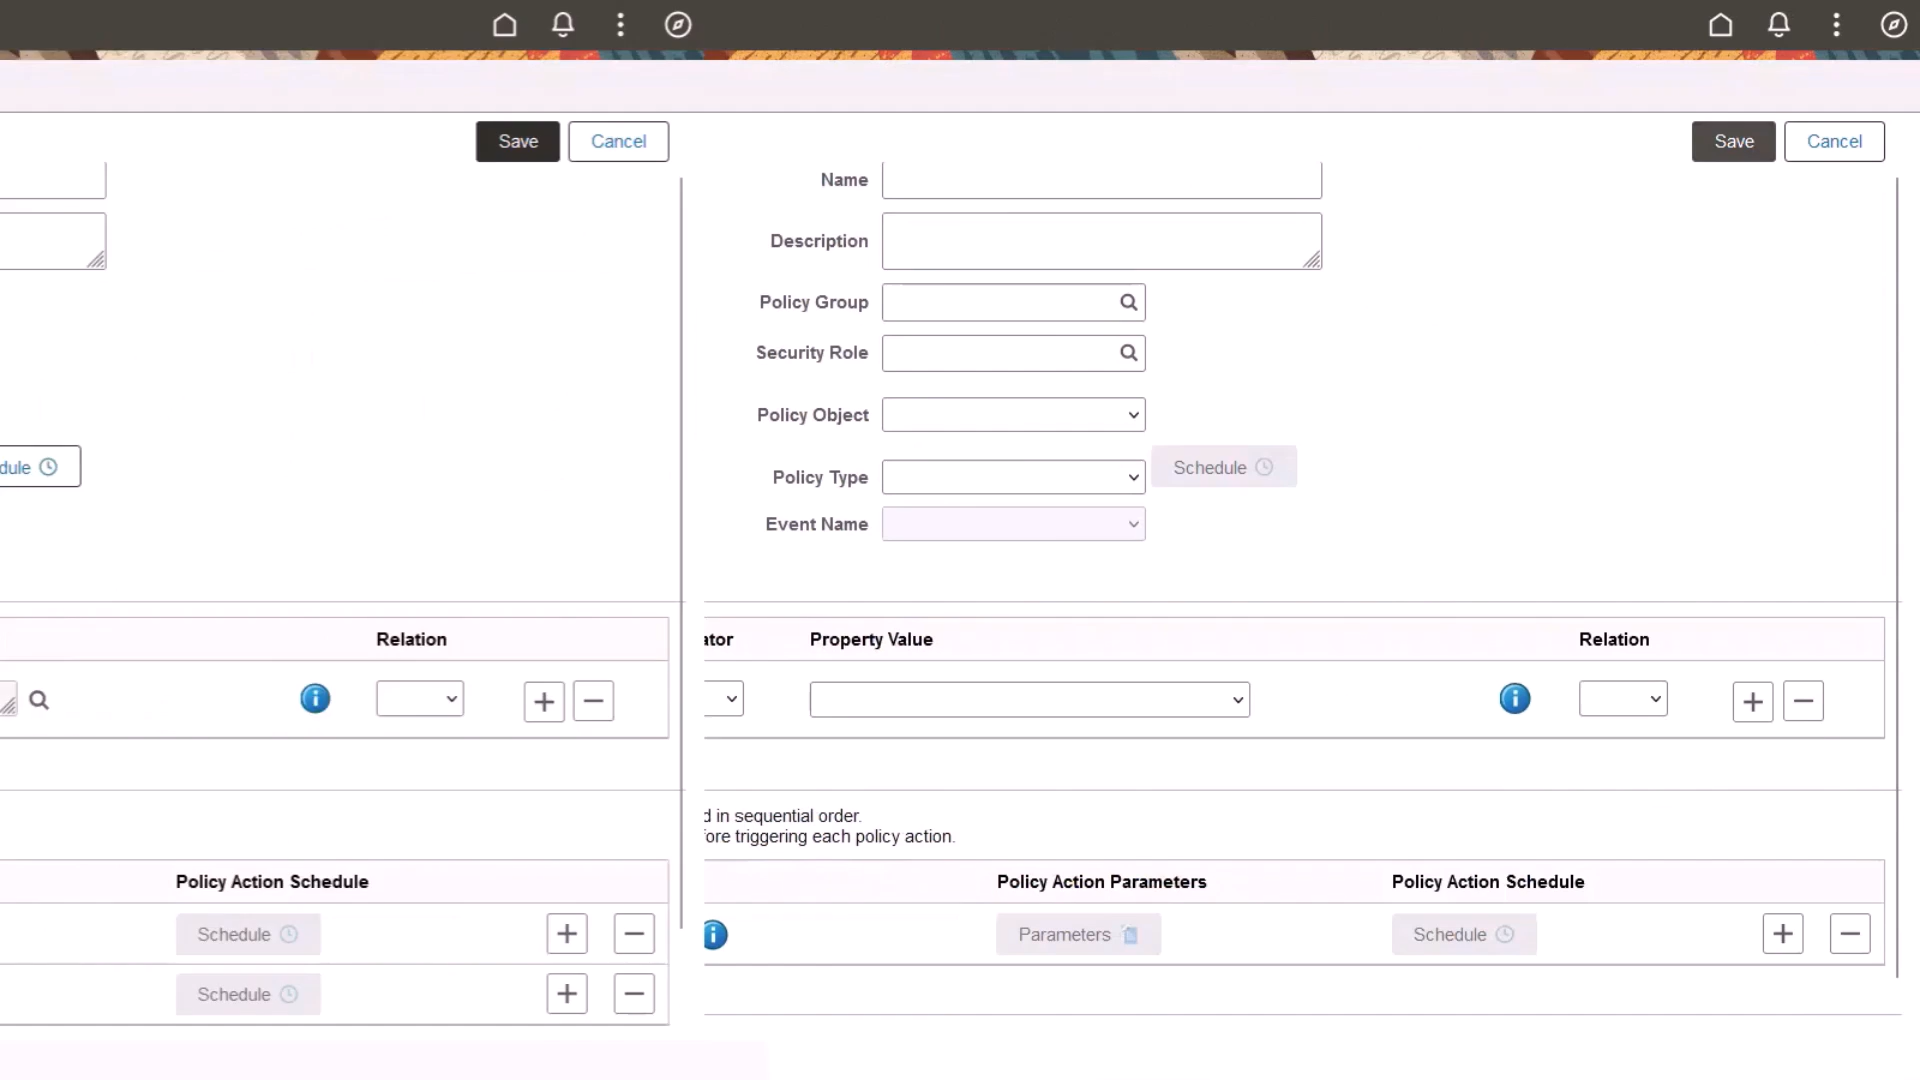 Save Cancel
Save Cancel
Name
Description
Policy Group
Security Role
Policy Object
dule
Policy Type
Schedule
Event Name
Relation
ator Property Value Relation
d in sequential order.
fore triggering each policy action.
Policy Action Schedule
Policy Action Parameters Policy Action Schedule
Schedule
Parameters Schedule
Schedule